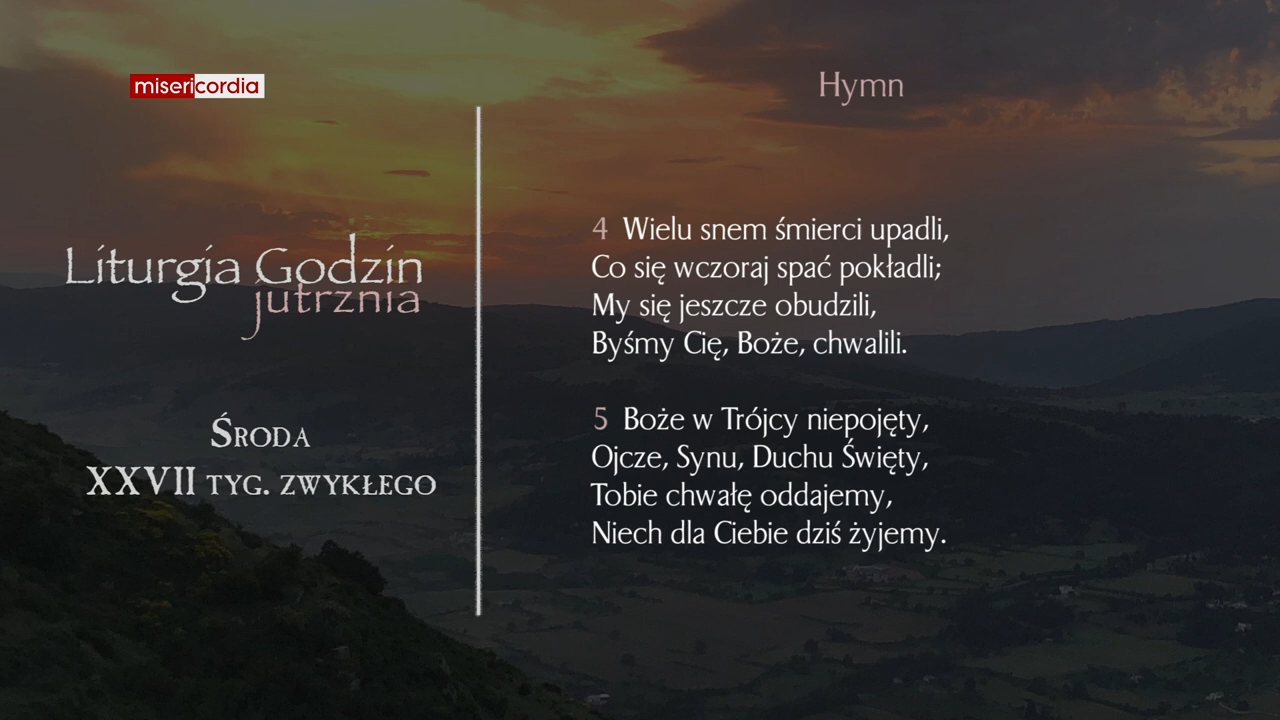 misericordia
Liturgia Godzin
jutrznia
Środa
XXVII tyg. zwykłego
Hymn
4 Wielu snem śmierci upadli,
Co się wczoraj spać pokładli;
My się jeszcze obudzili,
Byśmy Cię, Boże, chwalili.
5 Boże w Trójcy niepojęty,
Ojcze, Synu, Duchu Święty,
Tobie chwałę oddajemy,
Niech dla Ciebie dziś żyjemy.